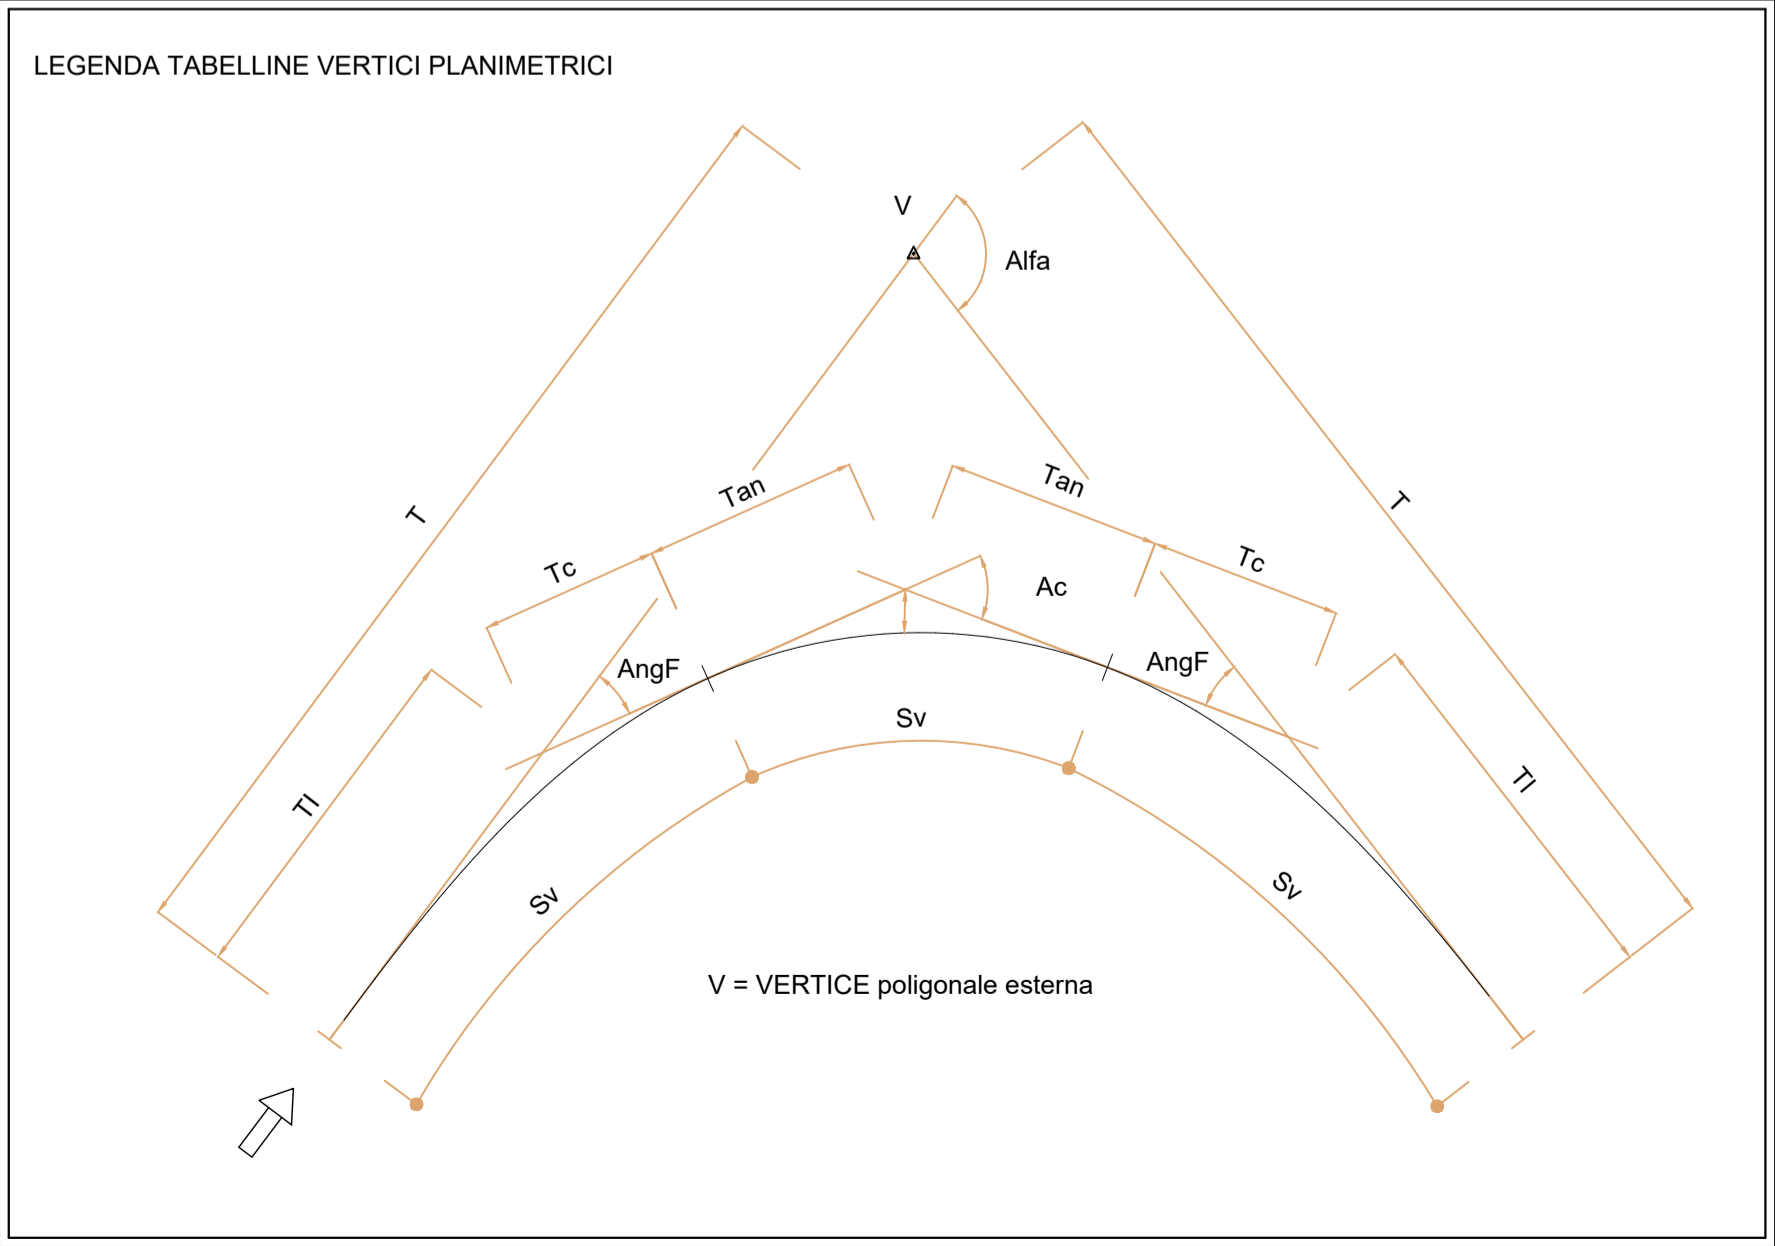 LEGENDA TABELLINE VERTICI PLANIMETRICI
V
Alfa
T
T
Tan
Tan
Tc
Tc
Ac
AngF
AngF
Sv
Tl
Tl
Sv
Sv
V = VERTICE poligonale esterna